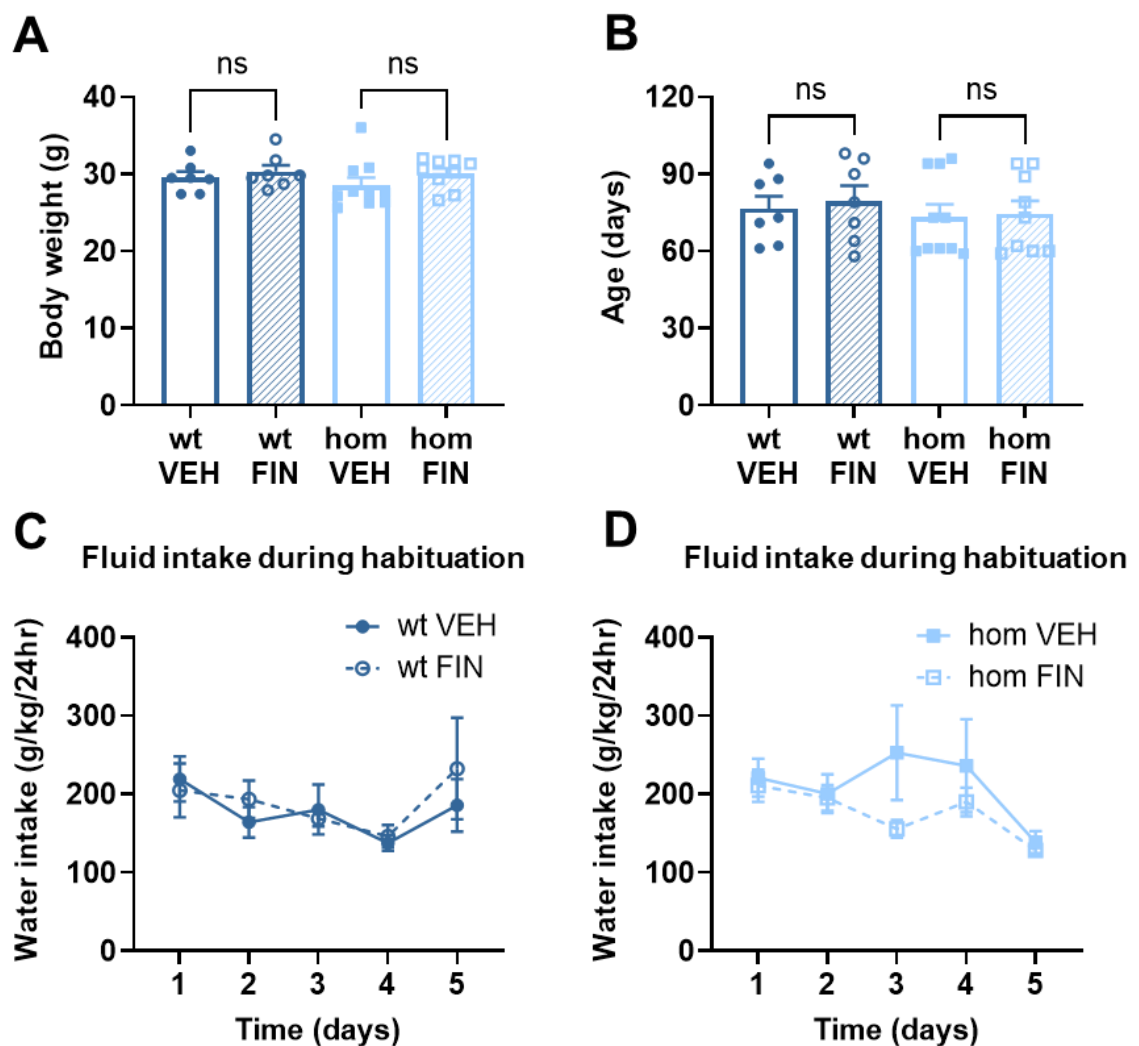 A
ns
ns
Body weight (g)
40
30
20
10
0
wt
VEH
wt
FIN
hom
VEH
hom
FIN
B
ns
ns
Age (days)
120
90
60
30
0
wt
VEH
wt
FIN
hom
VEH
hom
FIN
C
Fluid intake during habituation
wt VEH
wt FIN
Water intake (g/kg/24hr)
400
300
200
100
0
1 2 3 4 5
Time (days)
D
Fluid intake during habituation
hom VEH
hom FIN
Water intake (g/kg/24hr)
400
300
200
100
0
1 2 3 4 5
Time (days)